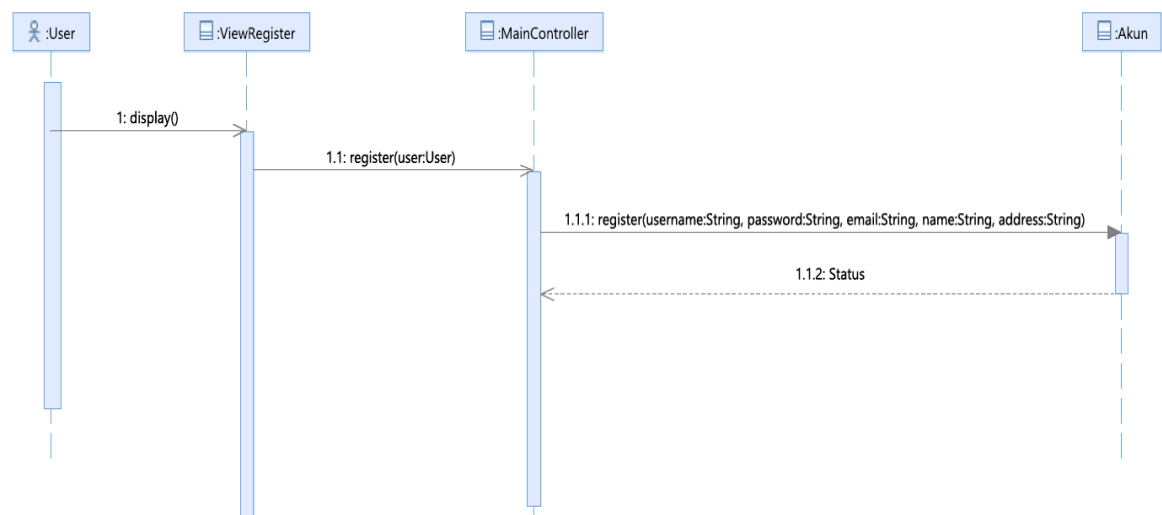 :User
:ViewRegister
:MainController
:Akun
1: display()
1.1: register(user:User)
1.1.1: register(username:String, password:String, email:String, name:String, address:String)
1.1.2: Status